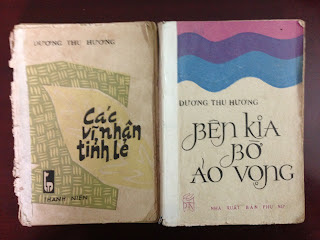 DƯƠNG THU HƯƠNG
Các
vĩ nhân
tỉnh lẻ
THANH NIÊN
DƯƠNG THU HƯƠNG
BÊN KIA
BỜ
ẢO VỌNG
NHÀ XUẤT BẢN PHỤ NỮ